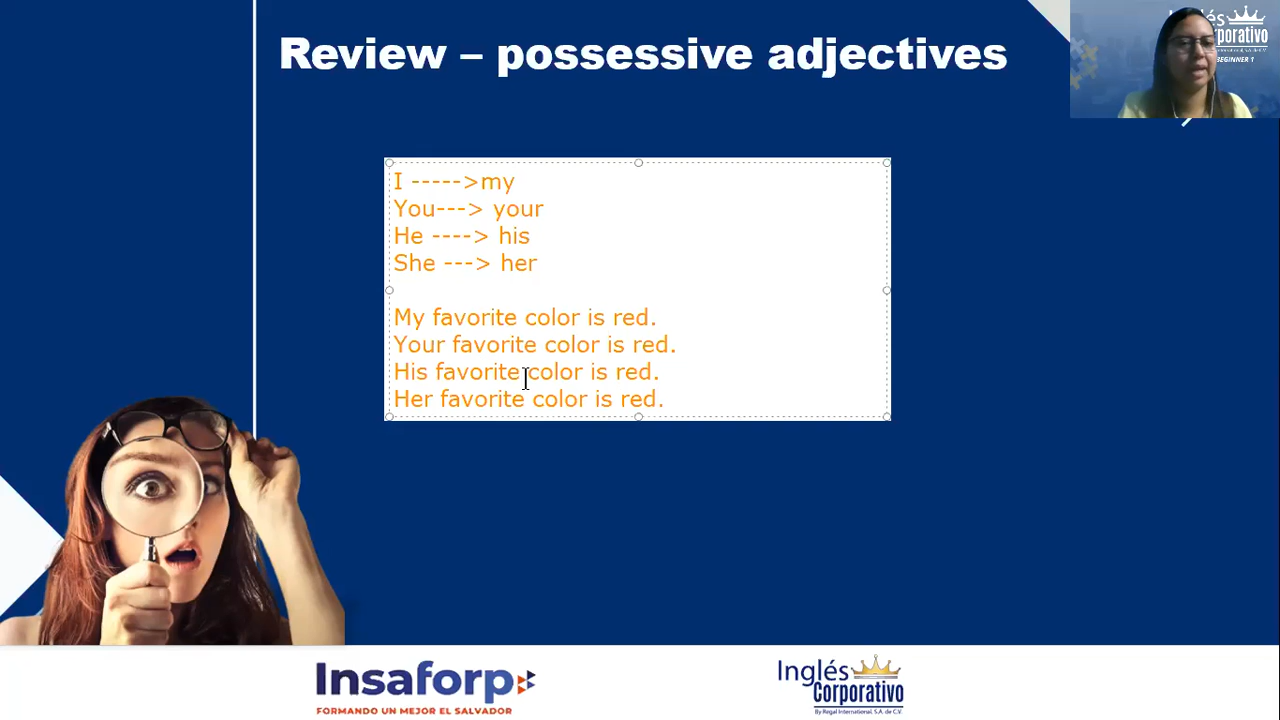 Review – possessive adjectives
Inglés
Corporativo
BEGINNER 1
I ----->my
You---> your
He ----> his
She ---> her
My favorite color is red.
Your favorite color is red.
His favorite color is red.
Her favorite color is red.
Insaforp
FORMANDO UN MEJOR EL SALVADOR
Inglés
Corporativo
By Regal International, S.A. de C.V.